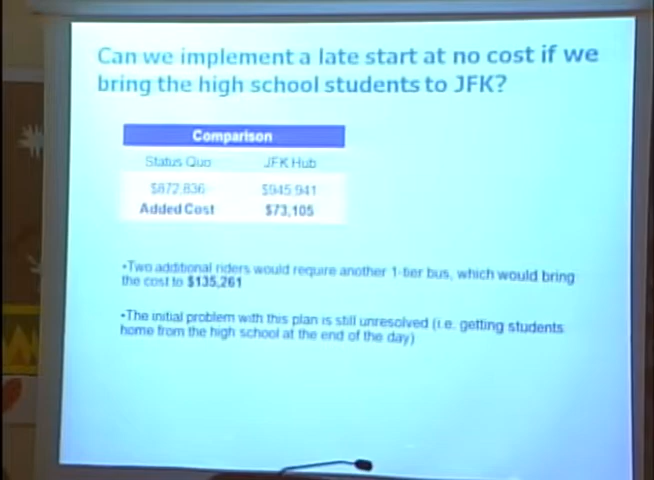 Can we implement a late start at no cost if we
bring the high school students to JFK?
Comparison
Status Quo JFK Hub
$872,836 $945,941
Added Cost $73,105
•Two additional riders would require another 1-tier bus, which would bring
the cost to $135,261
•The initial problem with this plan is still unresolved (i.e. getting students
home from the high school at the end of the day)